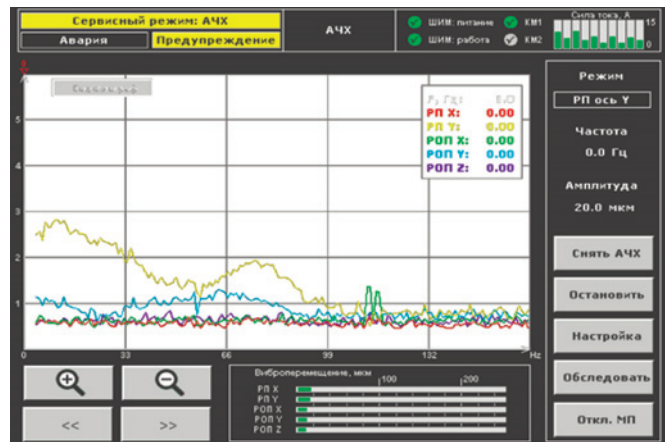 Сервисный режим: АЧХ
Авария
Предупреждение
АЧХ
ШИМ: питание
КМ1
ШИМ: работа
КМ2
Сила тока, А
15
0
F, Гц: 0.0
РП X: 0.00
РП Y: 0.00
РОП X: 0.00
РОП Y: 0.00
РОП Z: 0.00
5
4
3
2
1
0
33
66
99
132
Hz
Режим
РП ось Y
Частота
0.0 Гц
Амплитуда
20.0 мкм
Снять АЧХ
Остановить
Настройка
Обследовать
Откл. МП
<<
>>
Виброперемещение, мкм
100
200
РП X
РП Y
РОП X
РОП Y
РОП Z